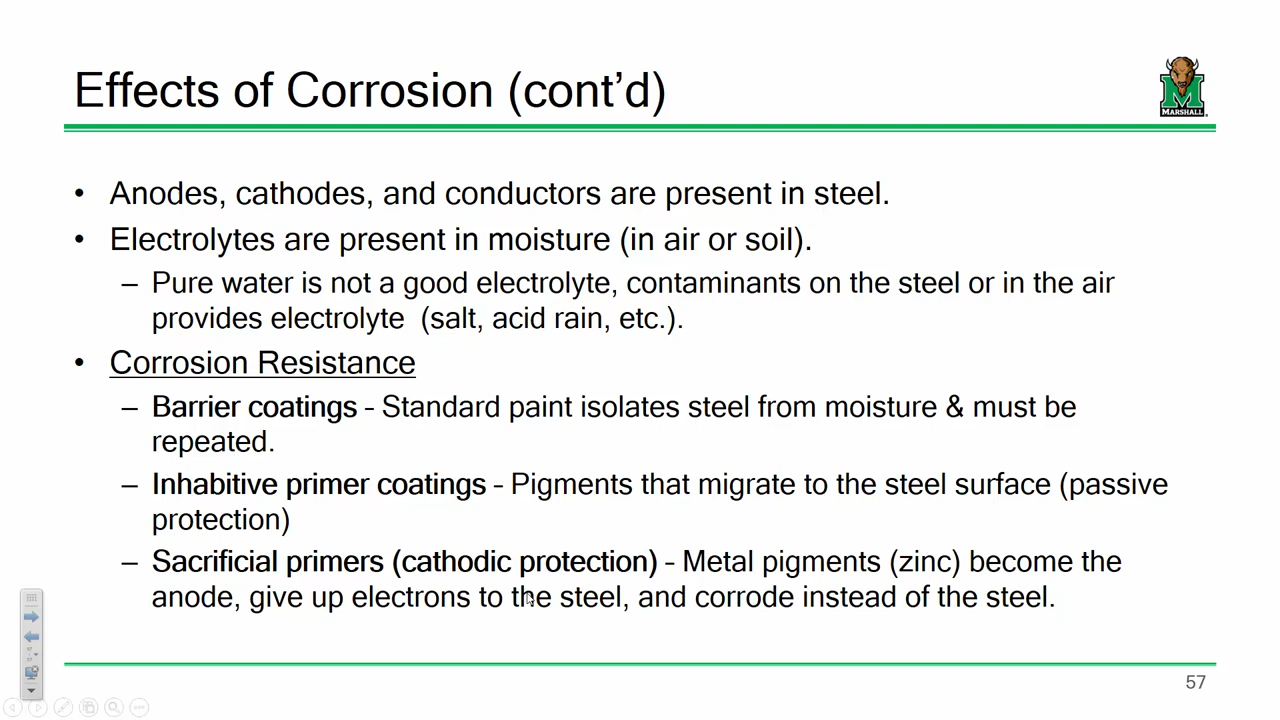 Effects of Corrosion (cont’d)
MARSHALL
• Anodes, cathodes, and conductors are present in steel.
• Electrolytes are present in moisture (in air or soil).
– Pure water is not a good electrolyte, contaminants on the steel or in the air
provides electrolyte (salt, acid rain, etc.).
• Corrosion Resistance
– Barrier coatings - Standard paint isolates steel from moisture & must be
repeated.
– Inhabitive primer coatings - Pigments that migrate to the steel surface (passive
protection)
– Sacrificial primers (cathodic protection) - Metal pigments (zinc) become the
anode, give up electrons to the steel, and corrode instead of the steel.
57